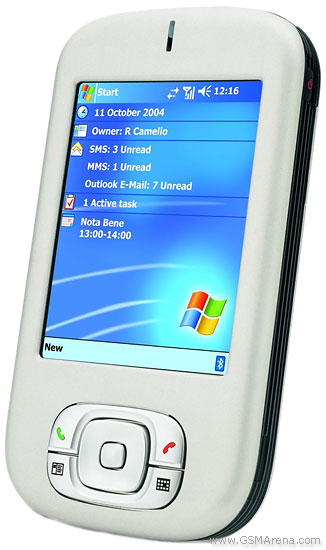 Start 12:16
11 October 2004
Owner: R Camello
SMS: 3 Unread
MMS: 1 Unread
Outlook E-Mail: 7 Unread
1 Active task
Nota Bene
13:00-14:00
New
www.GSMArena.com